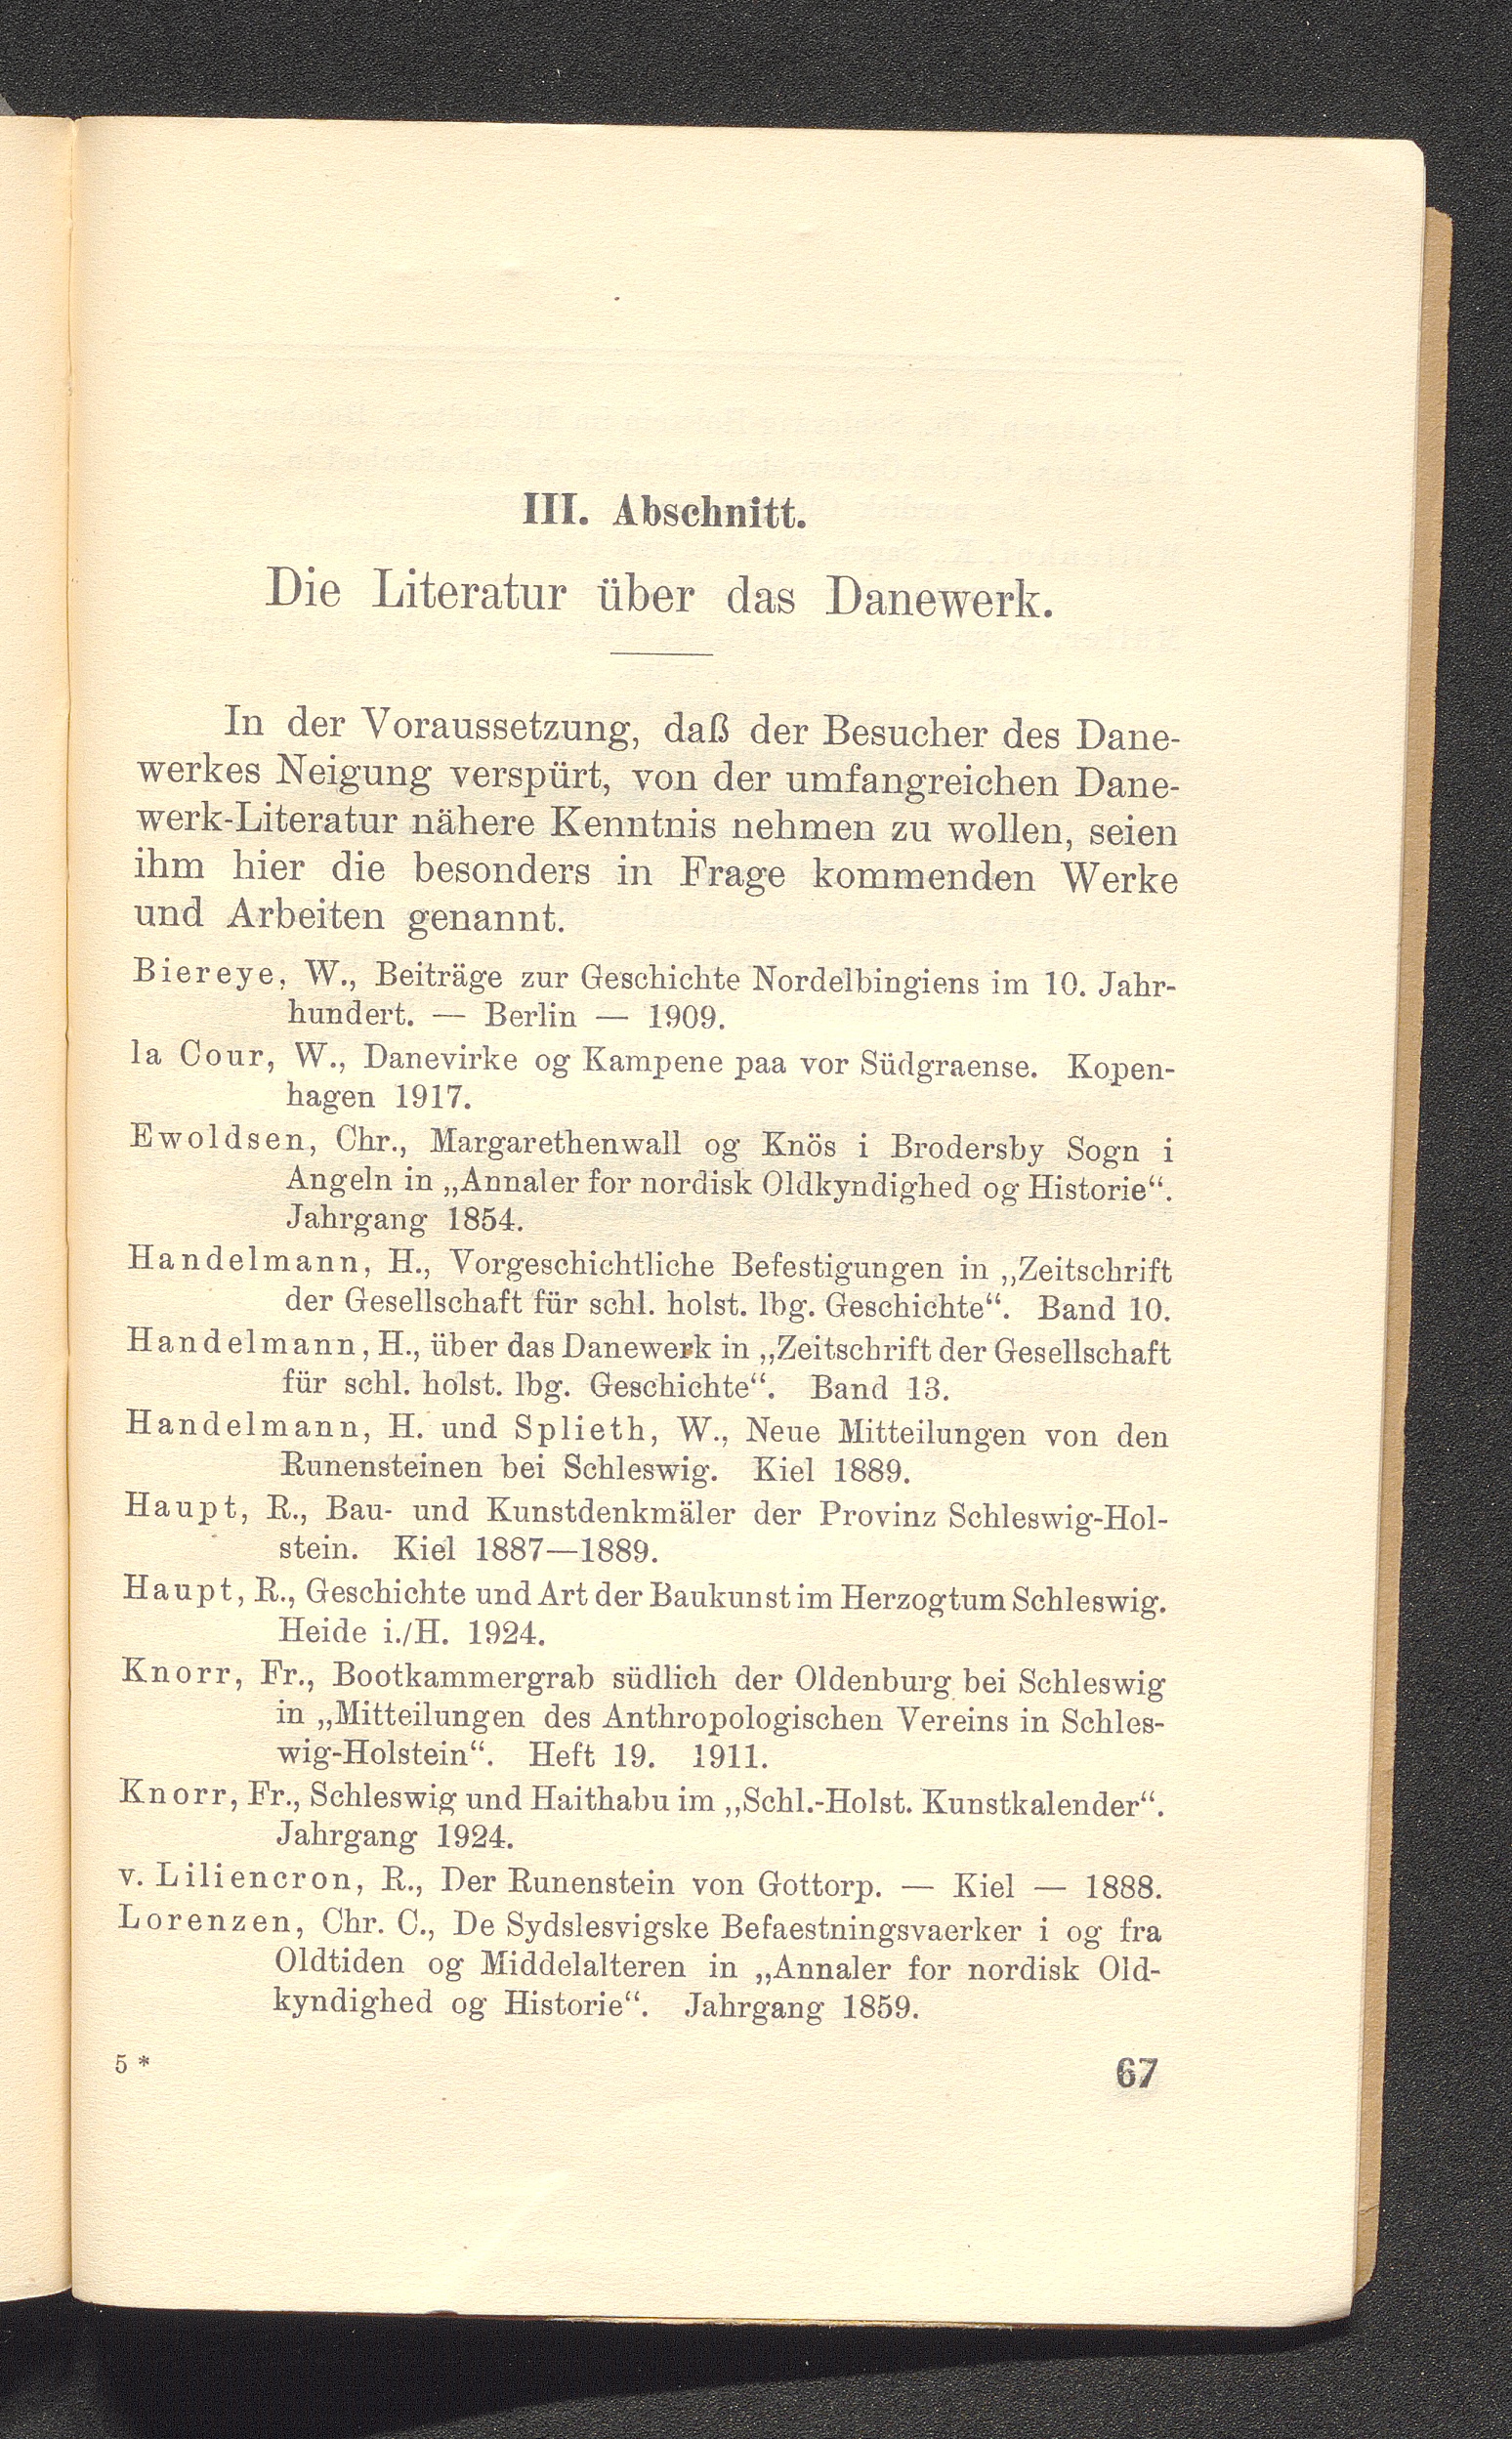 III. Abschnitt.
Die Literatur über das Danewerk.
In der Voraussetzung, daß der Besucher des Dane-
werkes Neigung verspürt, von der umfangreichen Dane-
werk-Literatur nähere Kenntnis nehmen zu wollen, seien
ihm hier die besonders in Frage kommenden Werke
und Arbeiten genannt.
Biereye, W., Beiträge zur Geschichte Nordelbingiens im 10. Jahr-
hundert. — Berlin — 1909.
la Cour, W., Danevirke og Kampene paa vor Südgraense. Kopen-
hagen 1917.
Ewoldsen, Chr., Margarethenwall og Knös i Brodersby Sogn i
Angeln in „Annaler for nordisk Oldkyndighed og Historie“.
Jahrgang 1854.
Handelmann, H., Vorgeschichtliche Befestigungen in „Zeitschrift
der Gesellschaft für schl. holst. lbg. Geschichte“. Band 10.
Handelmann, H., über das Danewerk in „Zeitschrift der Gesellschaft
für schl. holst. lbg. Geschichte“. Band 13.
Handelmann, H. und Splieth, W., Neue Mitteilungen von den
Runensteinen bei Schleswig. Kiel 1889.
Haupt, R., Bau- und Kunstdenkmäler der Provinz Schleswig-Hol-
stein. Kiel 1887—1889.
Haupt, R., Geschichte und Art der Baukunst im Herzogtum Schleswig.
Heide i./H. 1924.
Knorr, Fr., Bootkammergrab südlich der Oldenburg bei Schleswig
in „Mitteilungen des Anthropologischen Vereins in Schles-
wig-Holstein“. Heft 19. 1911.
Knorr, Fr., Schleswig und Haithabu im „Schl.-Holst. Kunstkalender“.
Jahrgang 1924.
v. Liliencron, R., Der Runenstein von Gottorp. — Kiel — 1888.
Lorenzen, Chr. C., De Sydslesvigske Befaestningsvaerker i og fra
Oldtiden og Middelalteren in „Annaler for nordisk Old-
kyndighed og Historie“. Jahrgang 1859.
5 *
67